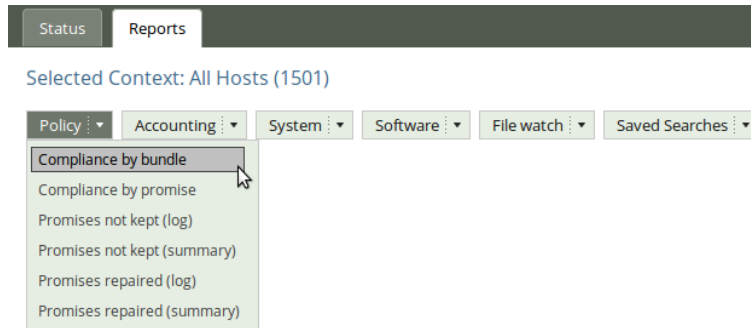 Status Reports
Selected Context: All Hosts (1501)
Policy Accounting System Software File watch Saved Searches
Compliance by bundle
Compliance by promise
Promises not kept (log)
Promises not kept (summary)
Promises repaired (log)
Promises repaired (summary)